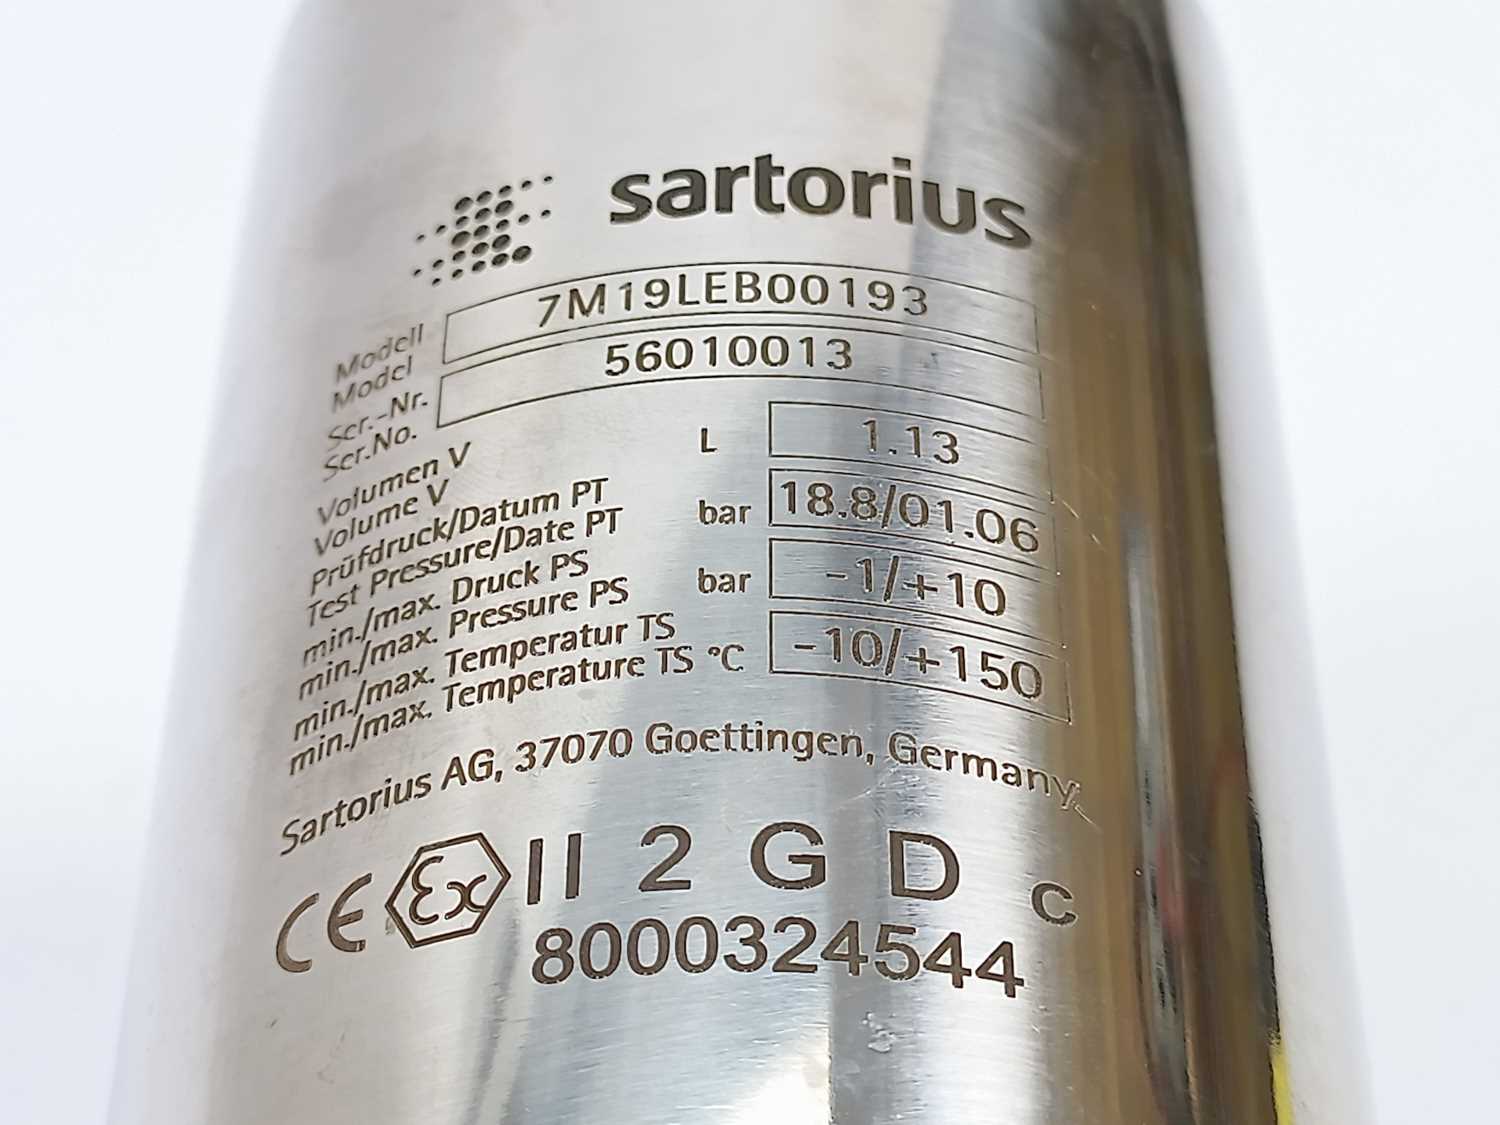 sartorius
Modell
Model
7M19LEB00193
Ser.-Nr.
Ser.No.
56010013
Volumen V
Volume V
L
1.13
Prüfdruck/Datum PT
Test Pressure/Date PT
bar
18.8/01.06
min./max. Druck PS
min./max. Pressure PS
bar
-1/+10
min./max. Temperatur TS
min./max. Temperature TS °C
-10/+150
Sartorius AG, 37070 Goettingen, Germany
CE Ex II 2 G D c
8000324544